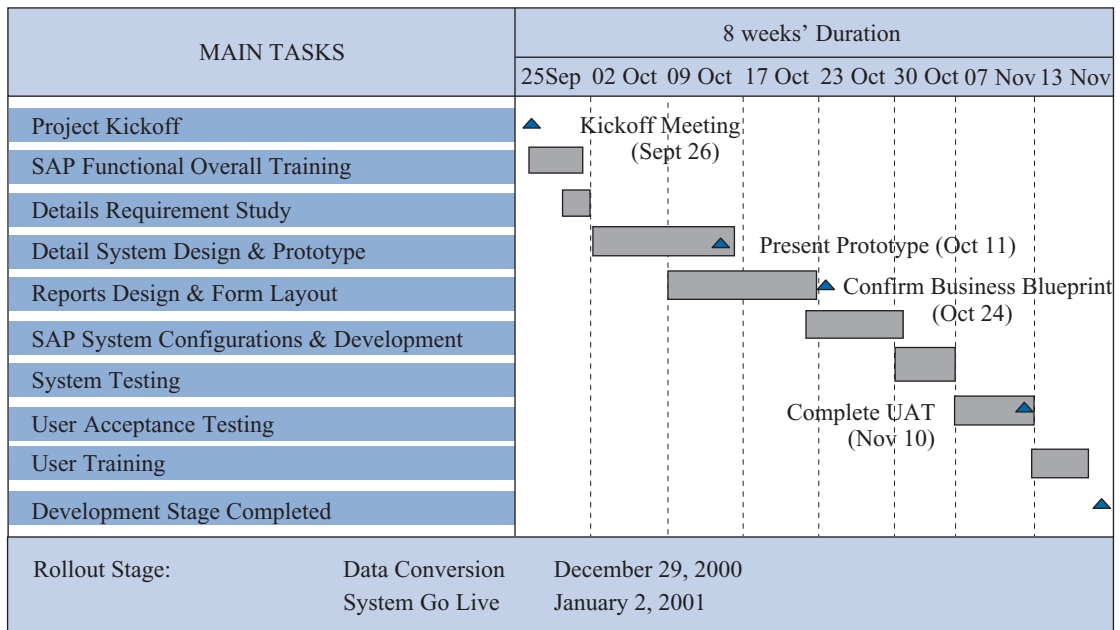 MAIN TASKS
8 weeks’ Duration
25Sep 02 Oct 09 Oct 17 Oct 23 Oct 30 Oct 07 Nov 13 Nov
Project Kickoff
Kickoff Meeting
(Sept 26)
SAP Functional Overall Training
Details Requirement Study
Detail System Design & Prototype
Present Prototype (Oct 11)
Reports Design & Form Layout
Confirm Business Blueprint
(Oct 24)
SAP System Configurations & Development
System Testing
User Acceptance Testing
Complete UAT
(Nov 10)
User Training
Development Stage Completed
Rollout Stage: Data Conversion December 29, 2000
System Go Live January 2, 2001